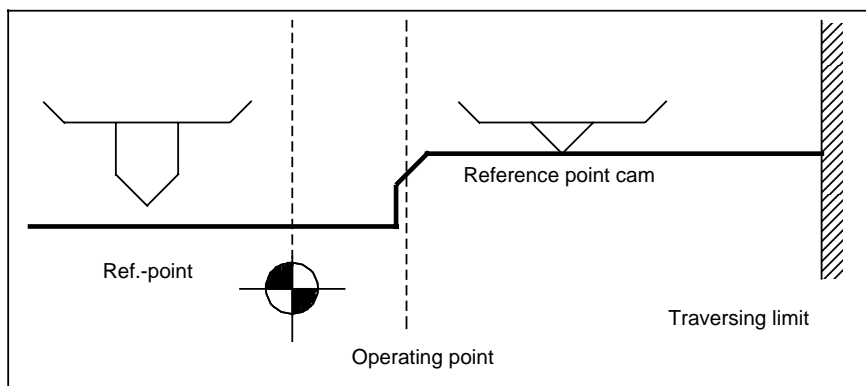 Reference point cam
Ref.-point
Traversing limit
Operating point